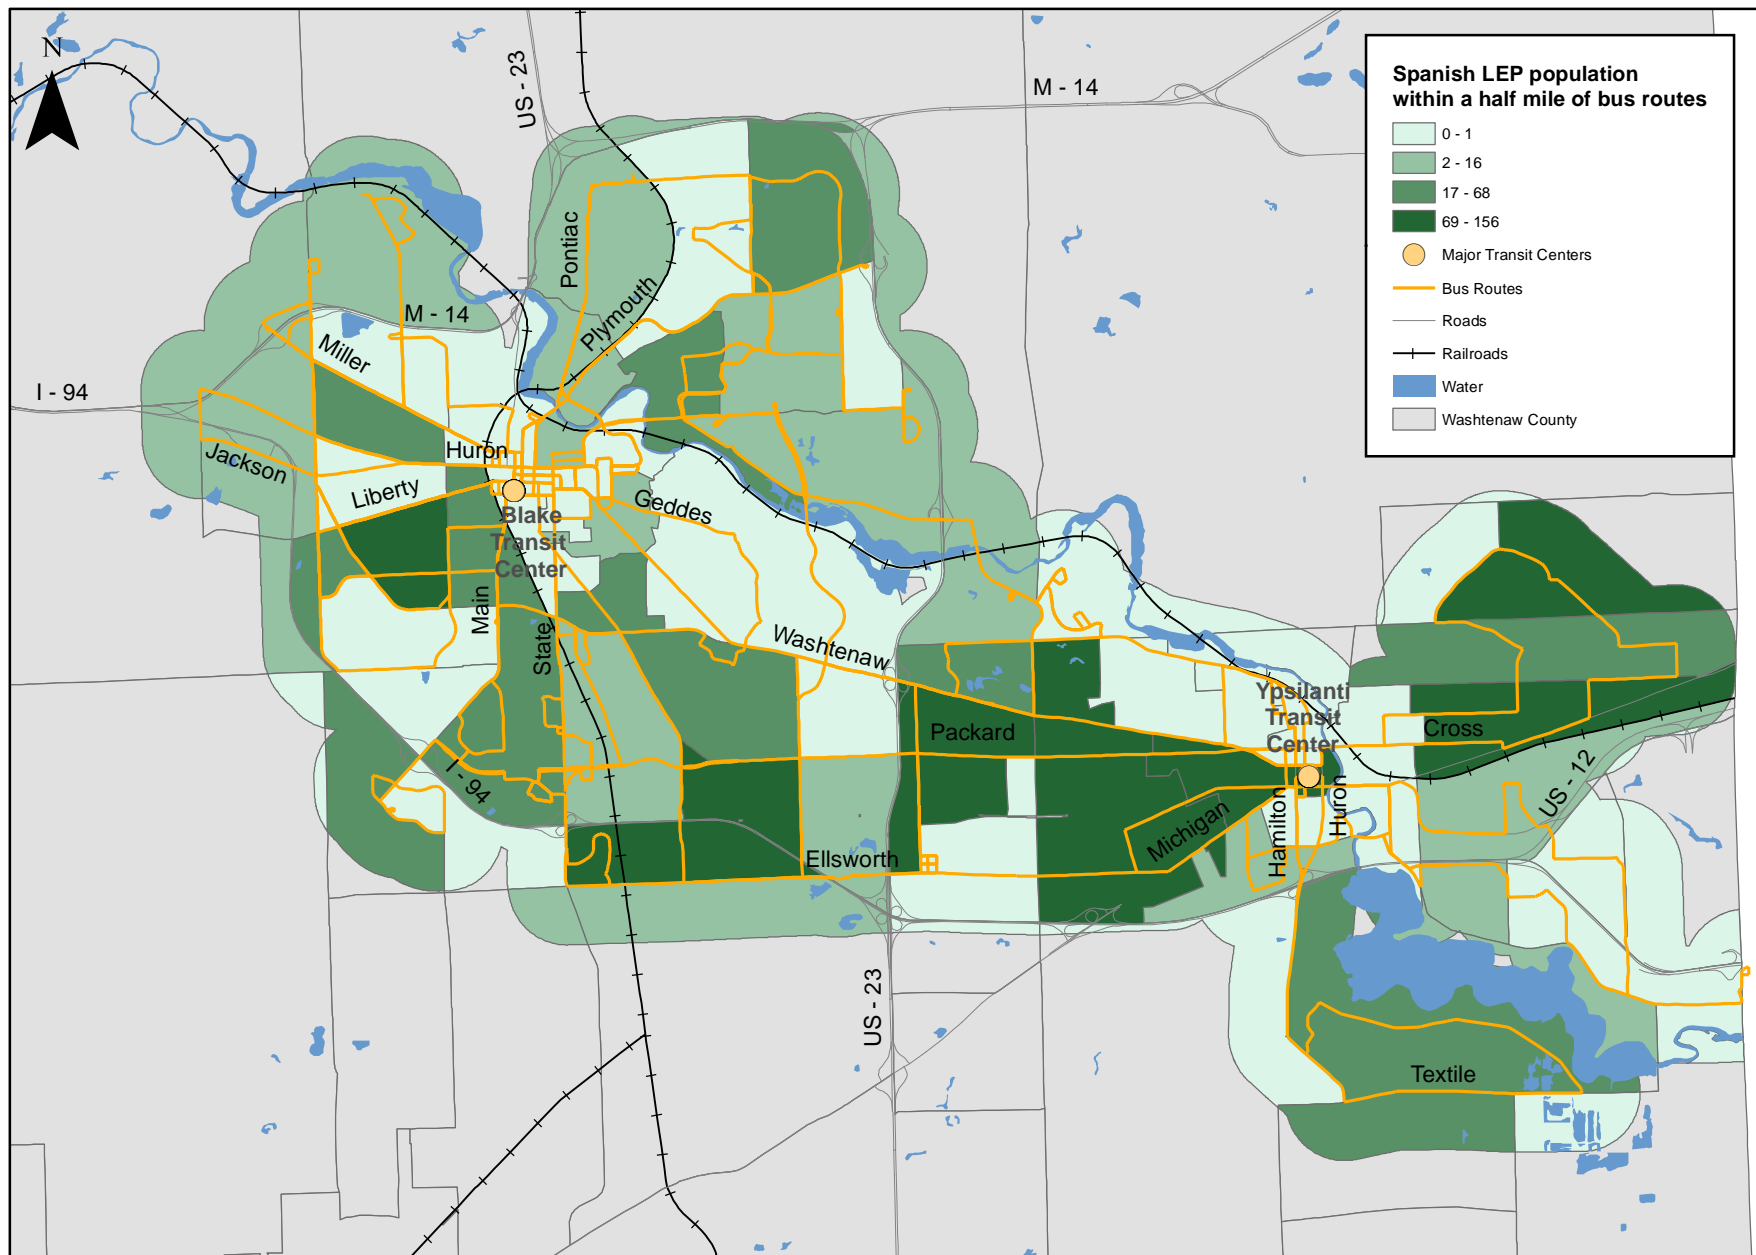 N
US - 23
M - 14
Spanish LEP population
within a half mile of bus routes
0 - 1
2 - 16
17 - 68
69 - 156
Major Transit Centers
Bus Routes
Roads
Railroads
Water
Washtenaw County
Pontiac
Plymouth
M - 14
Miller
I - 94
Jackson
Huron
Liberty
Geddes
Blake
Transit
Center
Main
State
Washtenaw
Ypsilanti
Transit
Center
Packard
Cross
I - 94
US - 12
Michigan
Hamilton
Huron
Ellsworth
US - 23
Textile